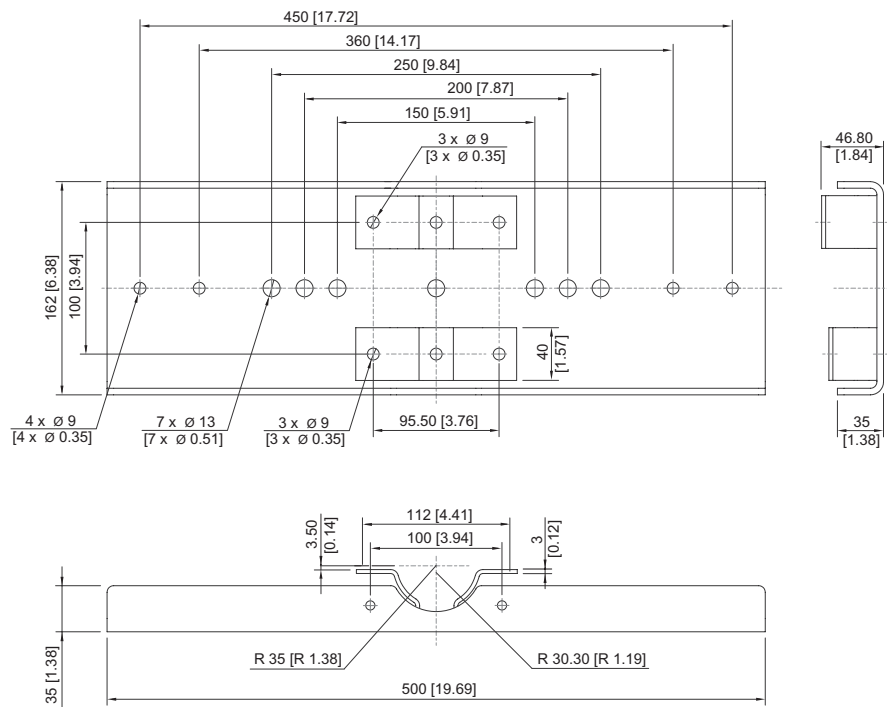 450 [17.72]
360 [14.17]
250 [9.84]
200 [7.87]
150 [5.91]
3 x Ø 9
[3 x Ø 0.35]
46.80
[1.84]
162 [6.38]
100 [3.94]
40
[1.57]
4 x Ø 9
[4 x Ø 0.35]
7 x Ø 13
[7 x Ø 0.51]
3 x Ø 9
[3 x Ø 0.35]
95.50 [3.76]
35
[1.38]
112 [4.41]
100 [3.94]
3.50
[0.14]
3
[0.12]
R 35 [R 1.38]
R 30.30 [R 1.19]
35 [1.38]
500 [19.69]